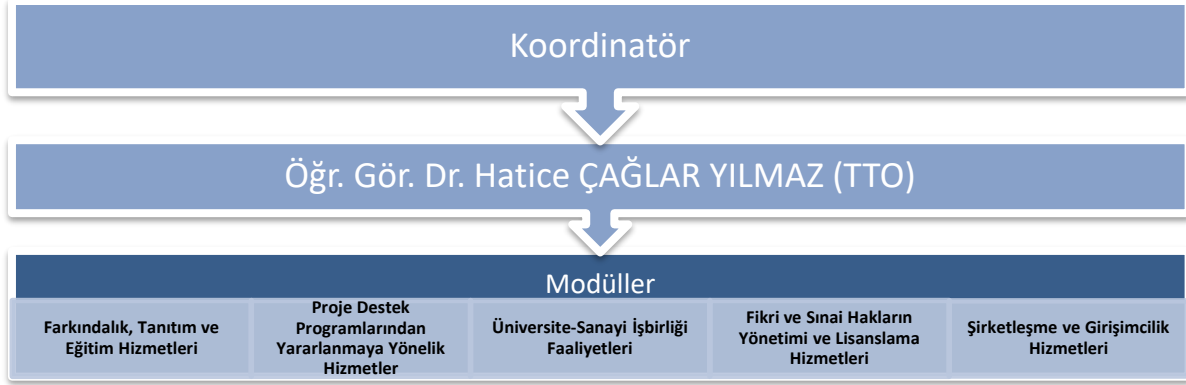 Koordinatör
Öğr. Gör. Dr. Hatice ÇAĞLAR YILMAZ (TTO)
Modüller
Farkındalık, Tanıtım ve
Eğitim Hizmetleri
Proje Destek
Programlarından
Yararlanmaya Yönelik
Hizmetler
Üniversite-Sanayi İşbirliği
Faaliyetleri
Fikri ve Sınai Hakların
Yönetimi ve Lisanslama
Hizmetleri
Şirketleşme ve Girişimcilik
Hizmetleri